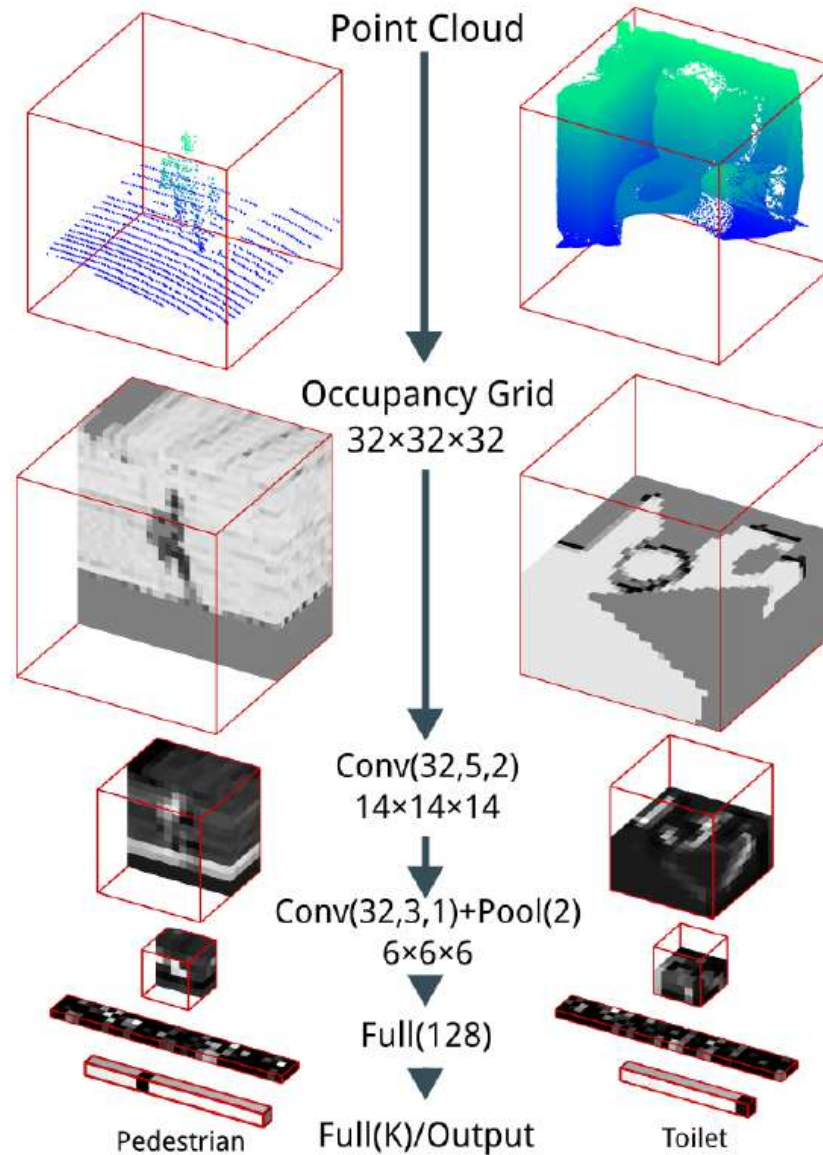 Point Cloud
Occupancy Grid
32×32×32
Conv(32,5,2)
14×14×14
Conv(32,3,1)+Pool(2)
6×6×6
Full(128)
Pedestrian
Full(K)/Output
Toilet